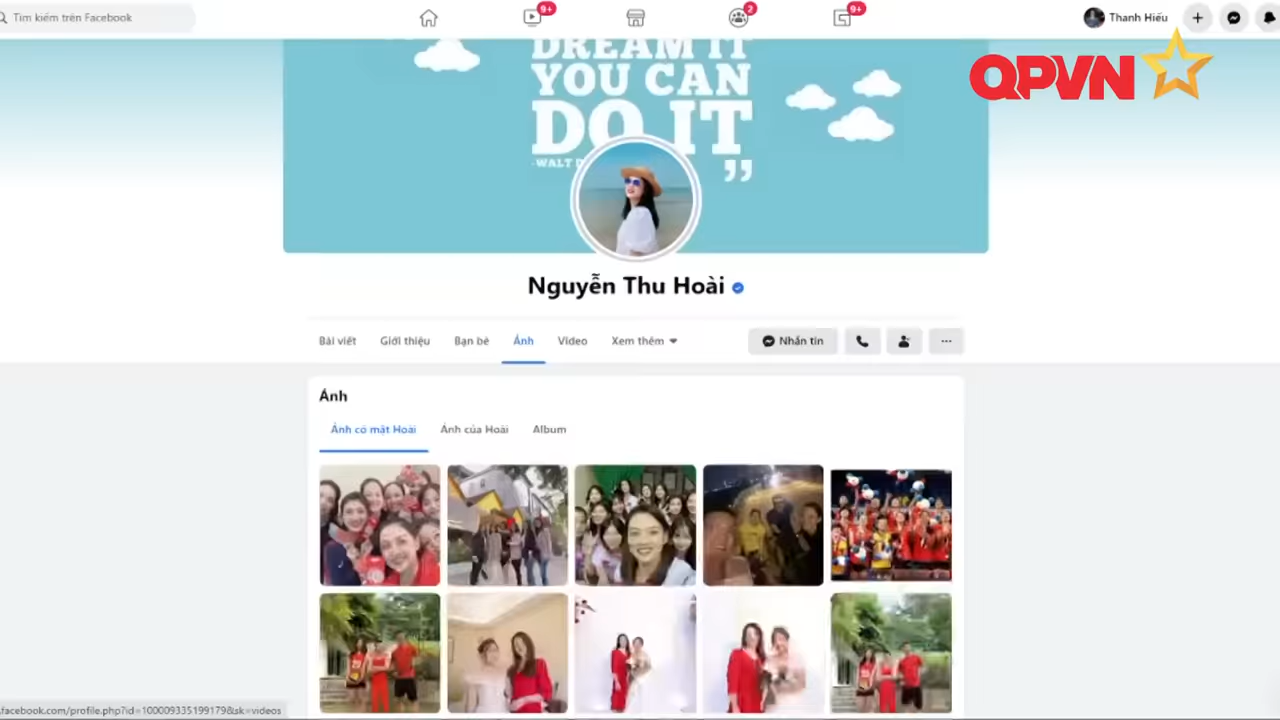 Tìm kiếm trên Facebook
9+
2
9+
Thanh Hiếu
QPVN
DREAM IT
YOU CAN
DO IT
-WALT D
”
Nguyễn Thu Hoài
Bài viết
Giới thiệu
Bạn bè
Ảnh
Video
Xem thêm
Nhắn tin
Ảnh
Ảnh có mặt Hoài
Ảnh của Hoài
Album
facebook.com/profile.php?id=100009335199179&sk=videos